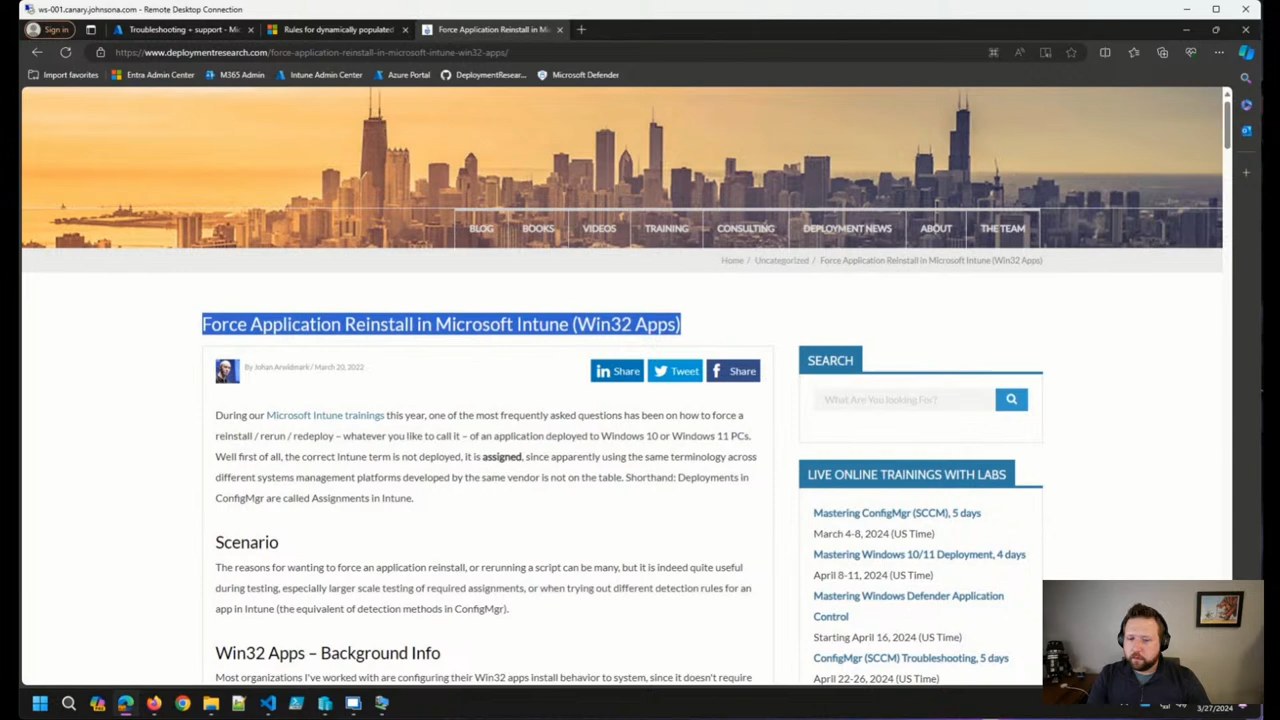 ws-001.canary.johnsona.com - Remote Desktop Connection
Sign in
Troubleshooting + support - Mi
Rules for dynamically populated
Force Application Reinstall in M
https://www.deploymentresearch.com/force-application-reinstall-in-microsoft-intune-win32-apps/
Import favorites
Entra Admin Center
M365 Admin
Intune Admin Center
Azure Portal
DeploymentResear...
Microsoft Defender
BLOG
BOOKS
VIDEOS
TRAINING
CONSULTING
DEPLOYMENT NEWS
ABOUT
THE TEAM
Home / Uncategorized / Force Application Reinstall in Microsoft Intune (Win32 Apps)
Force Application Reinstall in Microsoft Intune (Win32 Apps)
By Johan Arwidmark / March 20, 2022
in Share
Tweet
f Share
During our Microsoft Intune trainings this year, one of the most frequently asked questions has been on how to force a
reinstall / rerun / redeploy – whatever you like to call it – of an application deployed to Windows 10 or Windows 11 PCs.
Well first of all, the correct Intune term is not deployed, it is assigned, since apparently using the same terminology across
different systems management platforms developed by the same vendor is not on the table. Shorthand: Deployments in
ConfigMgr are called Assignments in Intune.
Scenario
The reasons for wanting to force an application reinstall, or rerunning a script can be many, but it is indeed quite useful
during testing, especially larger scale testing of required assignments, or when trying out different detection rules for an
app in Intune (the equivalent of detection methods in ConfigMgr).
Win32 Apps – Background Info
Most organizations I've worked with are configuring their Win32 apps install behavior to system, since it doesn't require
SEARCH
What Are You looking For?
LIVE ONLINE TRAININGS WITH LABS
Mastering ConfigMgr (SCCM), 5 days
March 4-8, 2024 (US Time)
Mastering Windows 10/11 Deployment, 4 days
April 8-11, 2024 (US Time)
Mastering Windows Defender Application
Control
Starting April 16, 2024 (US Time)
ConfigMgr (SCCM) Troubleshooting, 5 days
April 22-26, 2024 (US Time)
3/27/2024